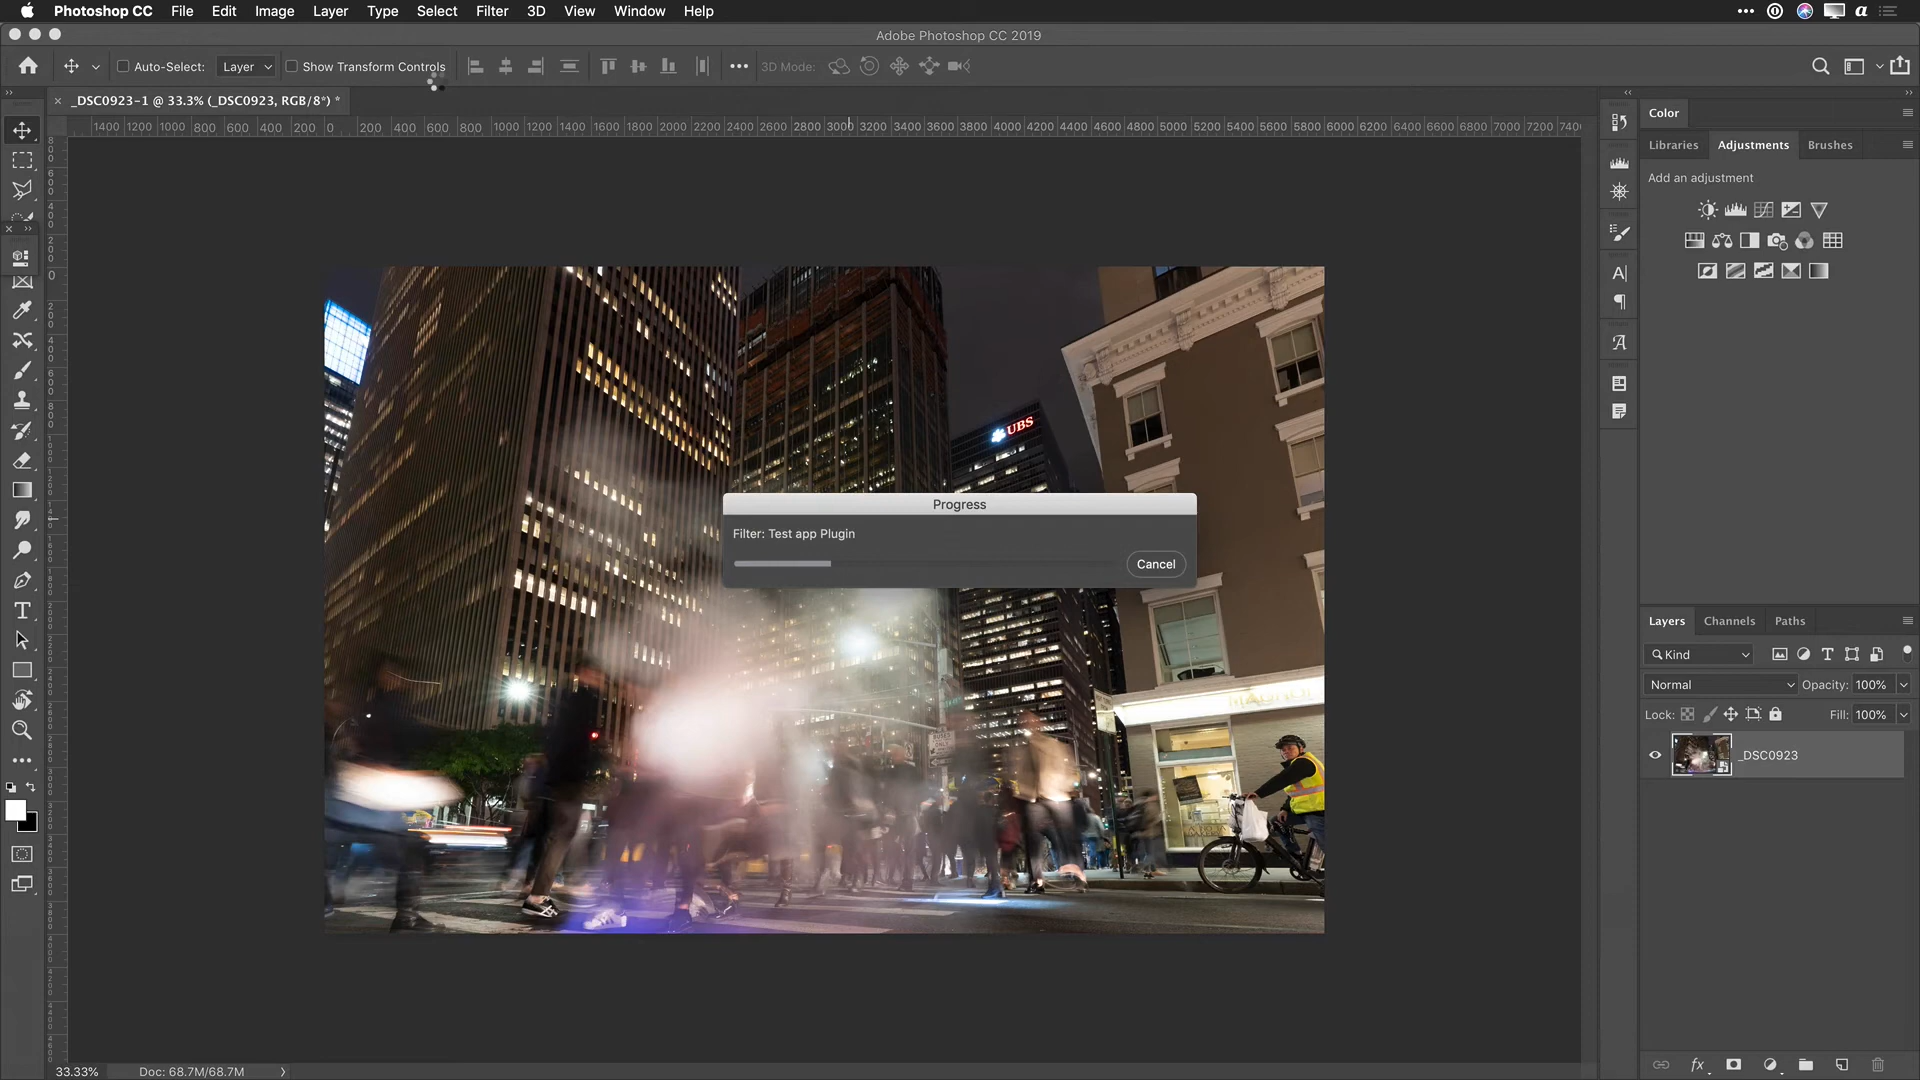 Photoshop CC File Edit Image Layer Type Select Filter 3D View Window Help
Adobe Photoshop CC 2019
Auto-Select: Layer Show Transform Controls 3D Mode:
_DSC0923-1 @ 33.3% (_DSC0923, RGB/8*) *
1400 1200 1000 800 600 400 200 0 200 400 600 800 1000 1200 1400 1600 1800 2000 2200 2400 2600 2800 3000 3200 3400 3600 3800 4000 4200 4400 4600 4800 5000 5200 5400 5600 5800 6000 6200 6400 6600 6800 7000 7200
Color
Libraries Adjustments Brushes
Add an adjustment
UBS
Progress
Filter: Test app Plugin
Cancel
Layers Channels Paths
Kind
Normal Opacity: 100%
Lock: Fill: 100%
_DSC0923
33.33% Doc: 68.7M/68.7M